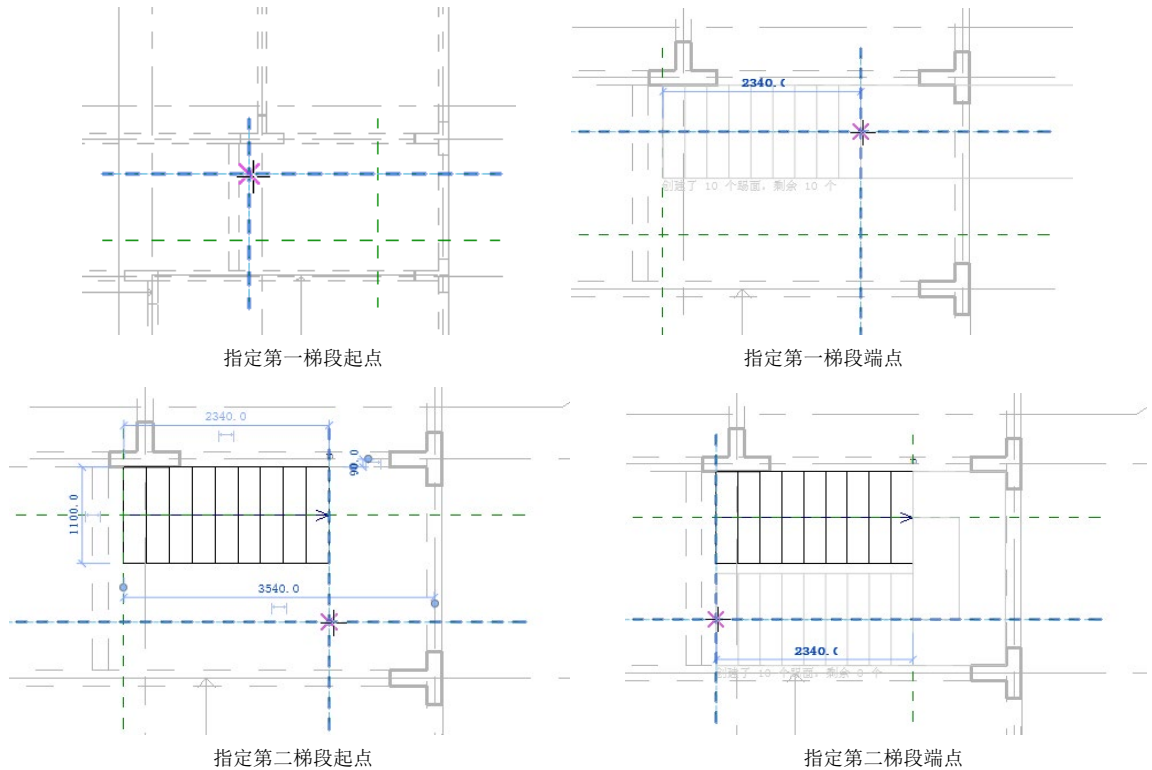 2340.0
创建了 10 个踢面，剩余 10 个
指定第一梯段起点
指定第一梯段端点
2340.0
90.0
1100.0
3540.0
2340.0
创建了 10 个踢面，剩余 0 个
指定第二梯段起点
指定第二梯段端点